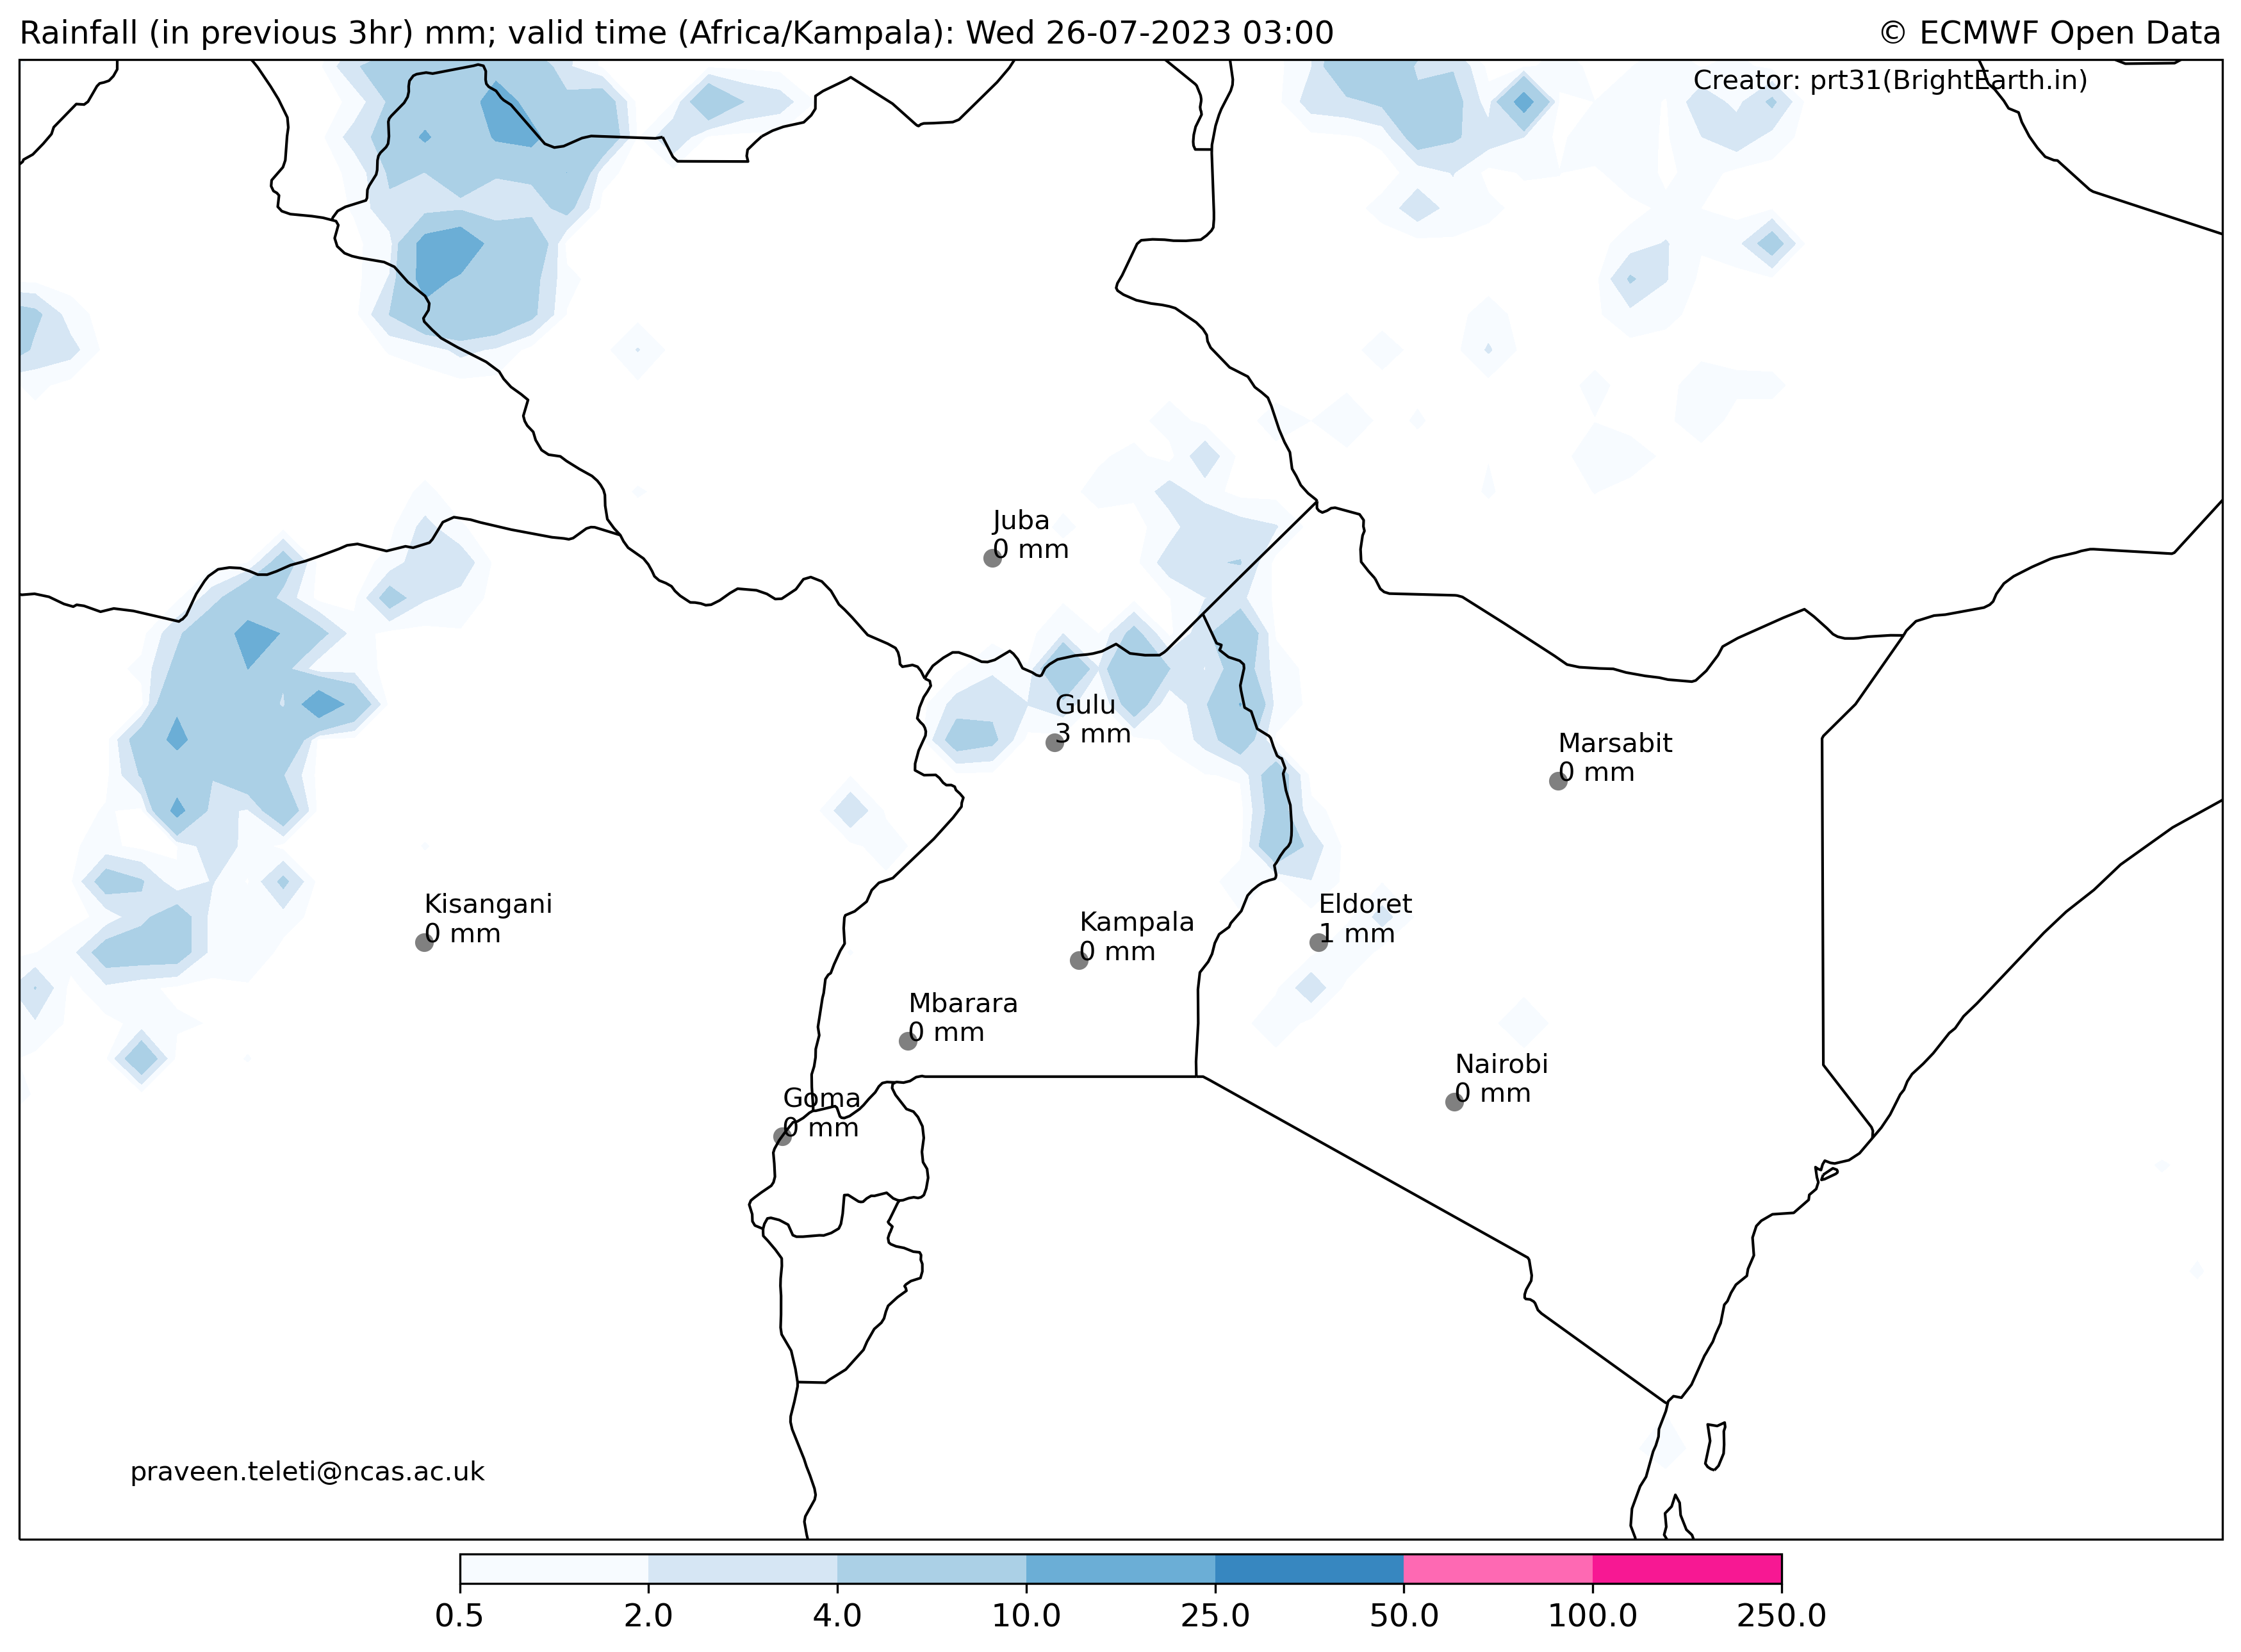 Rainfall (in previous 3hr) mm; valid time (Africa/Kampala): Wed 26-07-2023 03:00
© ECMWF Open Data
Creator: prt31(BrightEarth.in)
Juba
0 mm
Gulu
3 mm
Marsabit
0 mm
Kisangani
0 mm
Eldoret
1 mm
Kampala
0 mm
Mbarara
0 mm
Nairobi
0 mm
Goma
0 mm
praveen.teleti@ncas.ac.uk
0.5 2.0 4.0 10.0 25.0 50.0 100.0 250.0